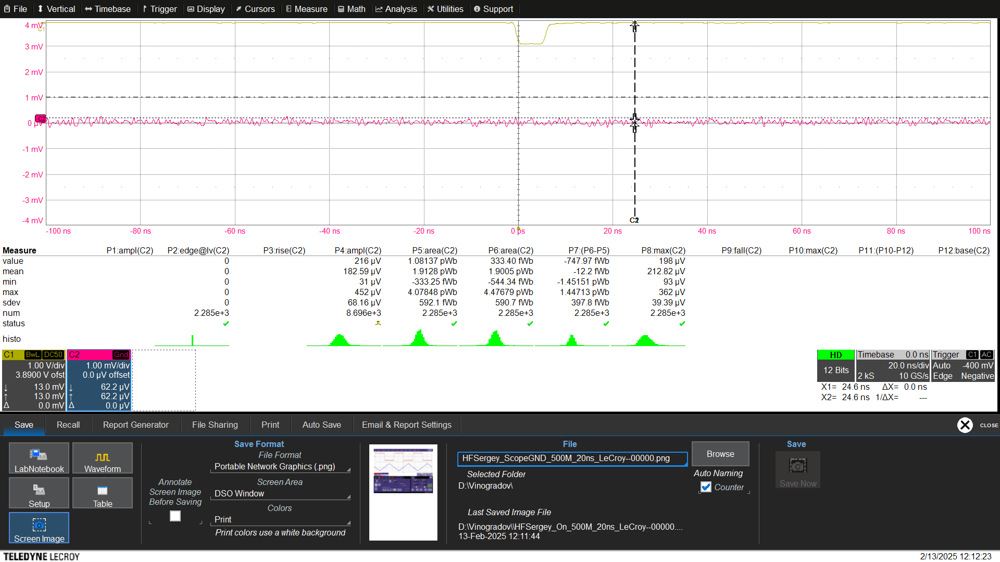 File Vertical Timebase Trigger Display Cursors Measure Math Analysis Utilities Support
4 mV
C1
3 mV
2 mV
1 mV
C2
0 µV
-1 mV
-2 mV
-3 mV
-4 mV
-100 ns -80 ns -60 ns -40 ns -20 ns 0 ps 20 ns 40 ns 60 ns 80 ns 100 ns
Measure P1:ampl(C2) P2:edge@lv(C2) P3:rise(C2) P4:ampl(C2) P5:area(C2) P6:area(C2) P7:(P6-P5) P8:max(C2) P9:fall(C2) P10:max(C2) P11:(P10-P12) P12:base(C2)
value 0 216 µV 1.08137 pWb 333.40 fWb -747.97 fWb 198 µV
mean 0 182.59 µV 1.9128 pWb 1.9005 pWb -12.2 fWb 212.82 µV
min 0 31 µV -333.25 fWb -544.34 fWb -1.45151 pWb 93 µV
max 0 452 µV 4.07848 pWb 4.47679 pWb 1.44713 pWb 362 µV
sdev 0 68.16 µV 592.1 fWb 590.7 fWb 397.8 fWb 39.39 µV
num 2.285e+3 8.696e+3 2.285e+3 2.285e+3 2.285e+3 2.285e+3
status
histo
C1 BwL DC50
1.00 V/div
3.8900 V ofst
↓ 13.0 mV
↑ 13.0 mV
Δ 0.0 mV
C2 Gnd
1.00 mV/div
0.0 µV offset
↓ 62.2 µV
↑ 62.2 µV
Δ 0.0 µV
HD
12 Bits
Timebase 0.0 ns
20.0 ns/div
2 kS 10 GS/s
Trigger C1 AC
Auto -400 mV
Edge Negative
X1= 24.6 ns ΔX= 0.0 ns
X2= 24.6 ns 1/ΔX= ---
Save Recall Report Generator File Sharing Print Auto Save Email & Report Settings CLOSE
LabNotebook
Waveform
Setup
Table
Screen Image
Annotate
Screen Image
Before Saving
Save Format
File Format
Portable Network Graphics (.png)
Screen Area
DSO Window
Colors
Print
Print colors use a white background
File
HFSergey_ScopeGND_500M_20ns_LeCroy--00000.png
Browse
Selected Folder
D:\Vinogradov\
Auto Naming
Counter
Last Saved Image File
D:\Vinogradov\\HFSergey_On_500M_20ns_LeCroy--00000....
13-Feb-2025 12:11:44
Save
Save Now
TELEDYNE LECROY
2/13/2025 12:12:23